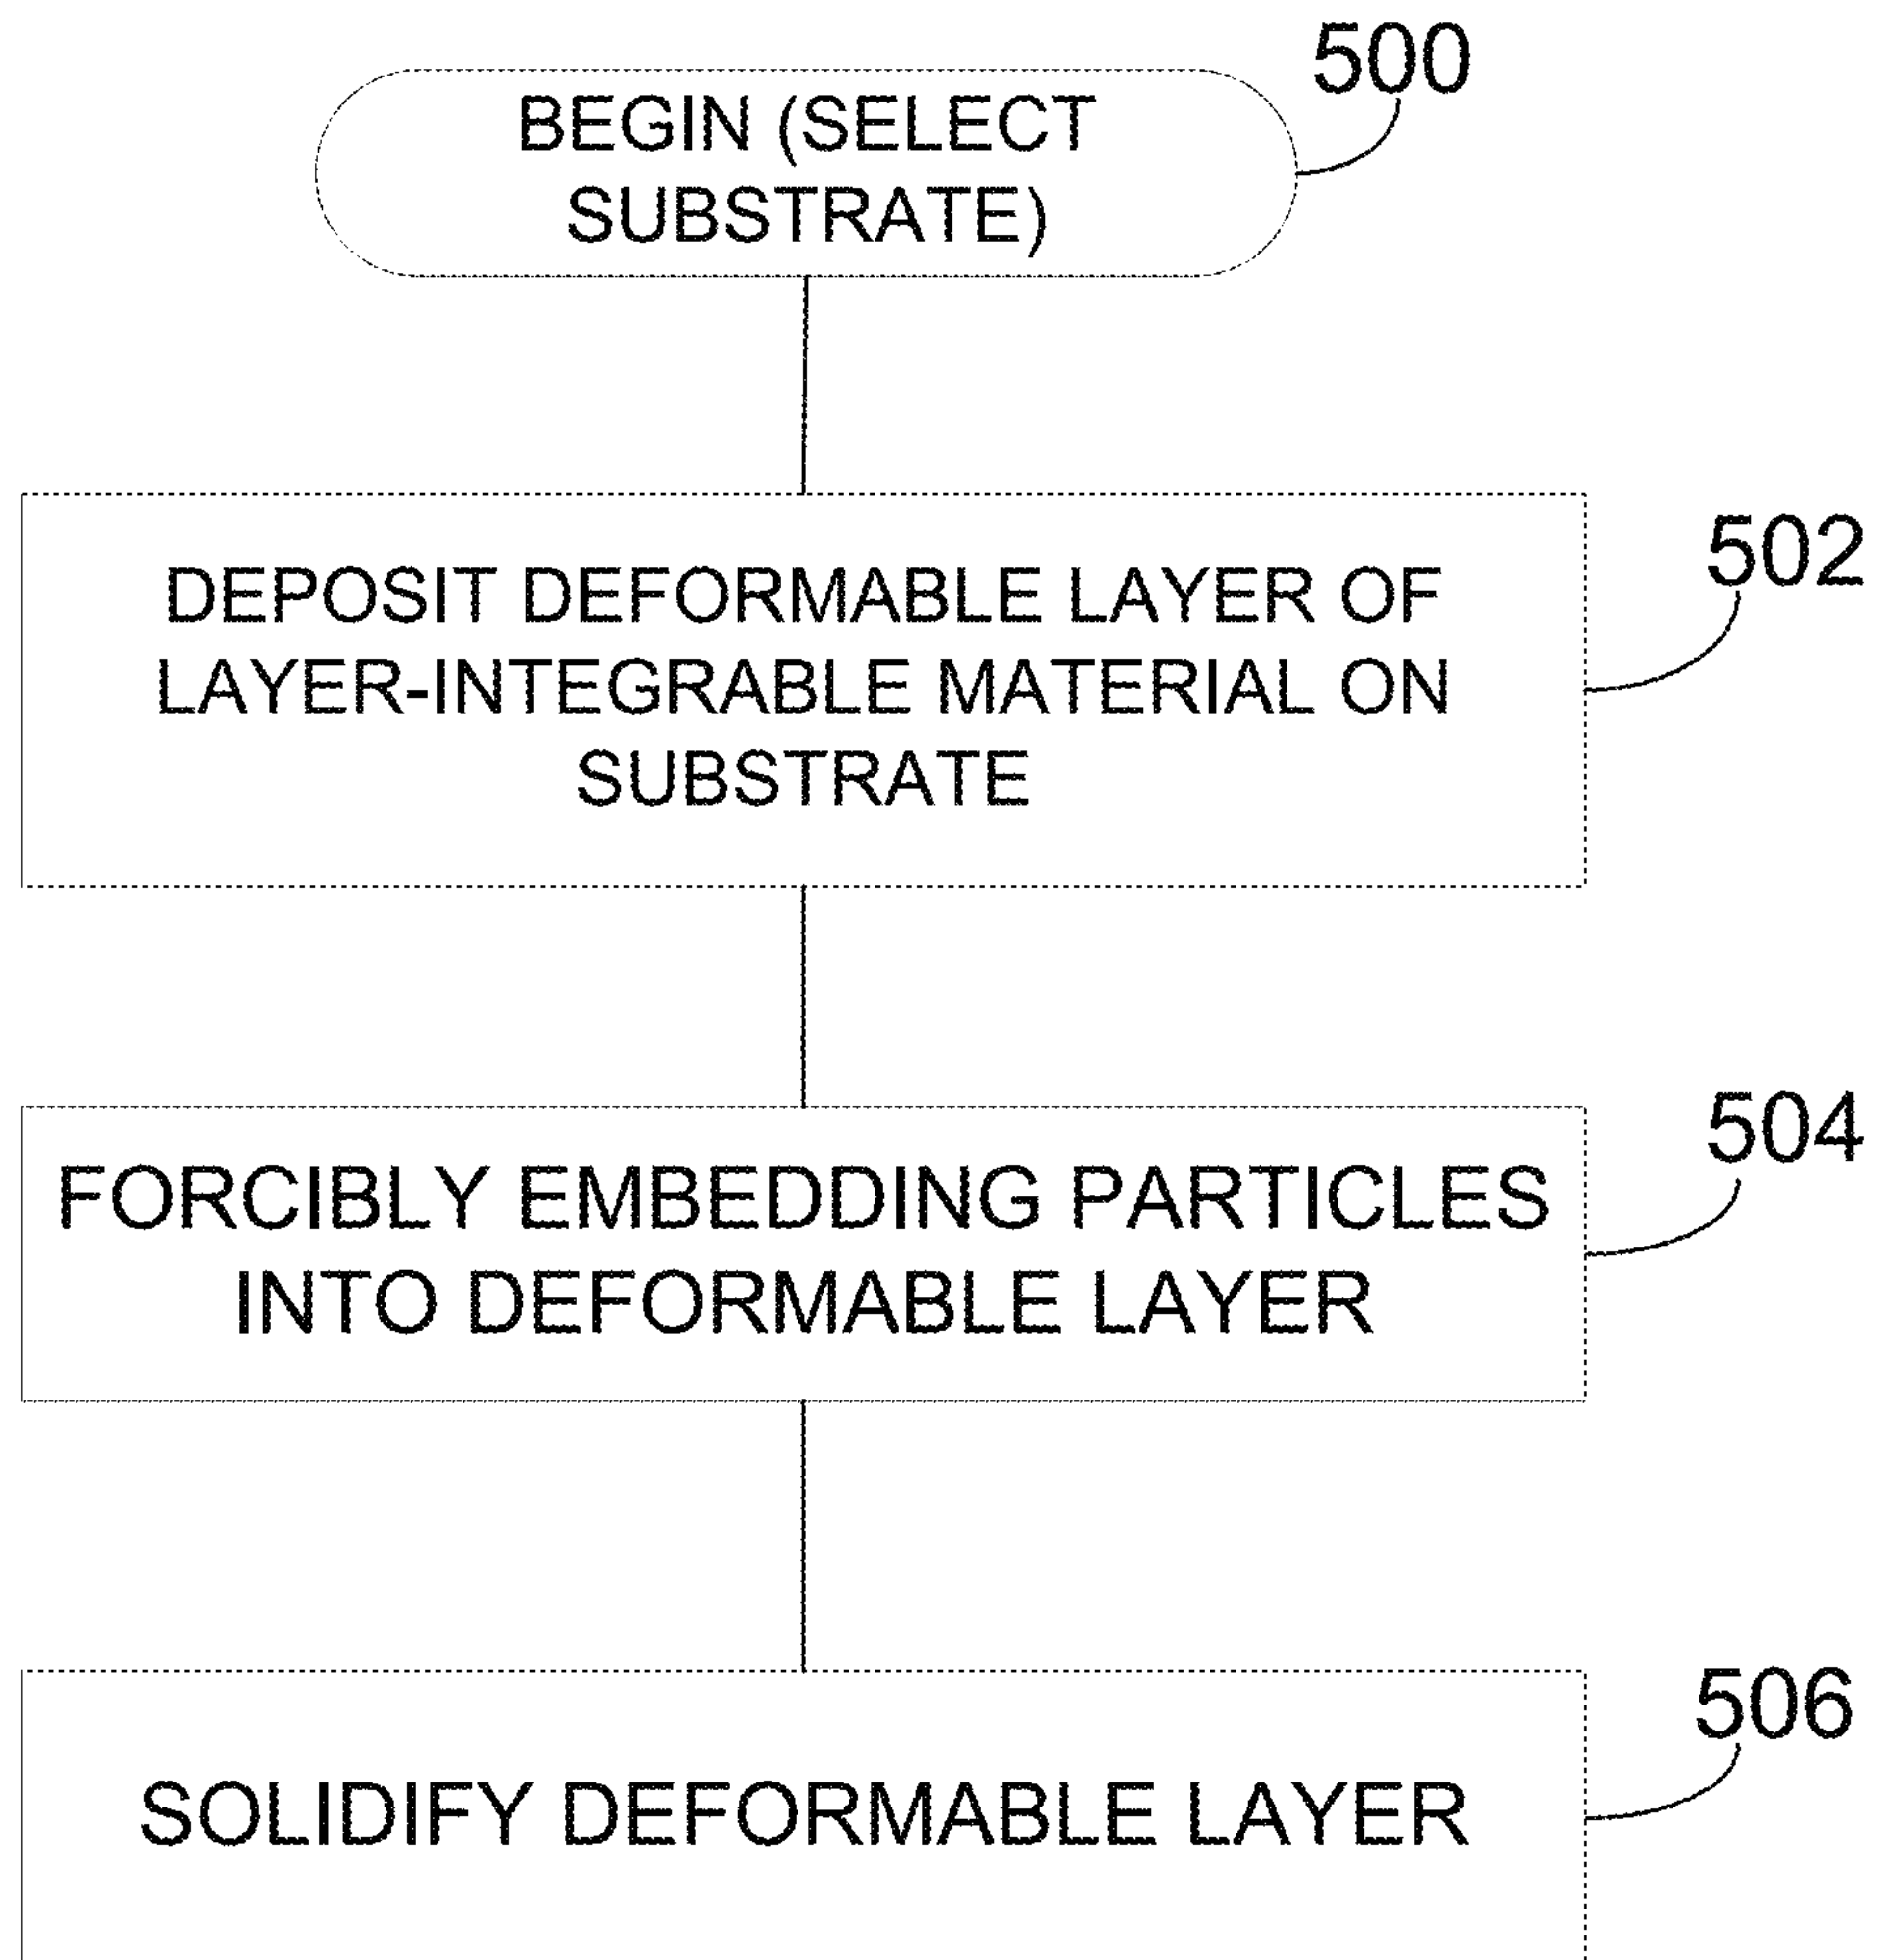 500
BEGIN (SELECT
SUBSTRATE)
502
DEPOSIT DEFORMABLE LAYER OF
LAYER-INTEGRABLE MATERIAL ON
SUBSTRATE
504
FORCIBLY EMBEDDING PARTICLES
INTO DEFORMABLE LAYER
506
SOLIDIFY DEFORMABLE LAYER